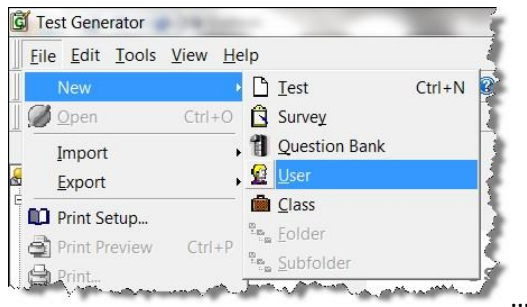 Test Generator
File Edit Tools View Help
New
Test Ctrl+N
Open Ctrl+O
Survey
Import
Question Bank
Export
User
Class
Print Setup...
Folder
Print Preview Ctrl+P
Subfolder
Print...
...